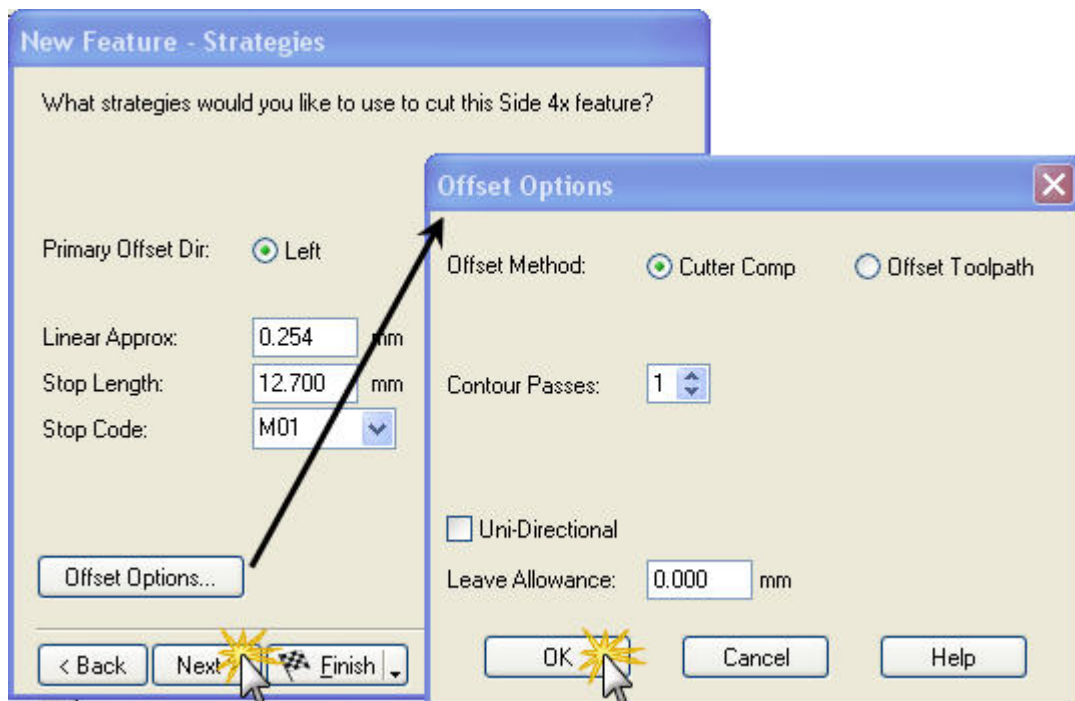 New Feature - Strategies
What strategies would you like to use to cut this Side 4x feature?
Primary Offset Dir: Left
Linear Approx: 0.254 mm
Stop Length: 12.700 mm
Stop Code: M01
Offset Options...
< Back Next Finish
Offset Options
Offset Method: Cutter Comp Offset Toolpath
Contour Passes: 1
Uni-Directional
Leave Allowance: 0.000 mm
OK Cancel Help